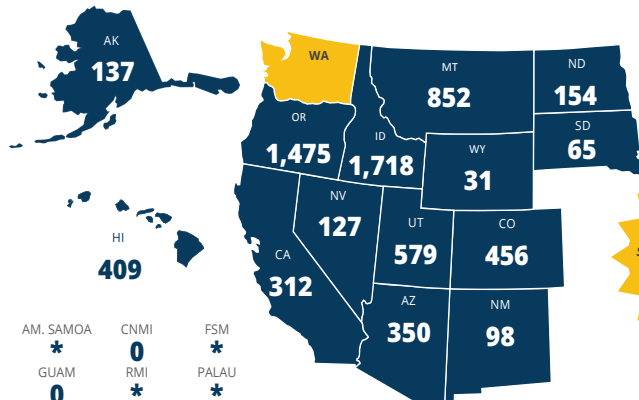 AK
137
WA
MT
852
ND
154
OR
1,475
ID
1,718
SD
65
WY
31
NV
127
UT
579
CO
456
HI
409
CA
312
AZ
350
NM
98
AM. SAMOA
*
CNMI
0
FSM
*
GUAM
0
RMI
*
PALAU
*